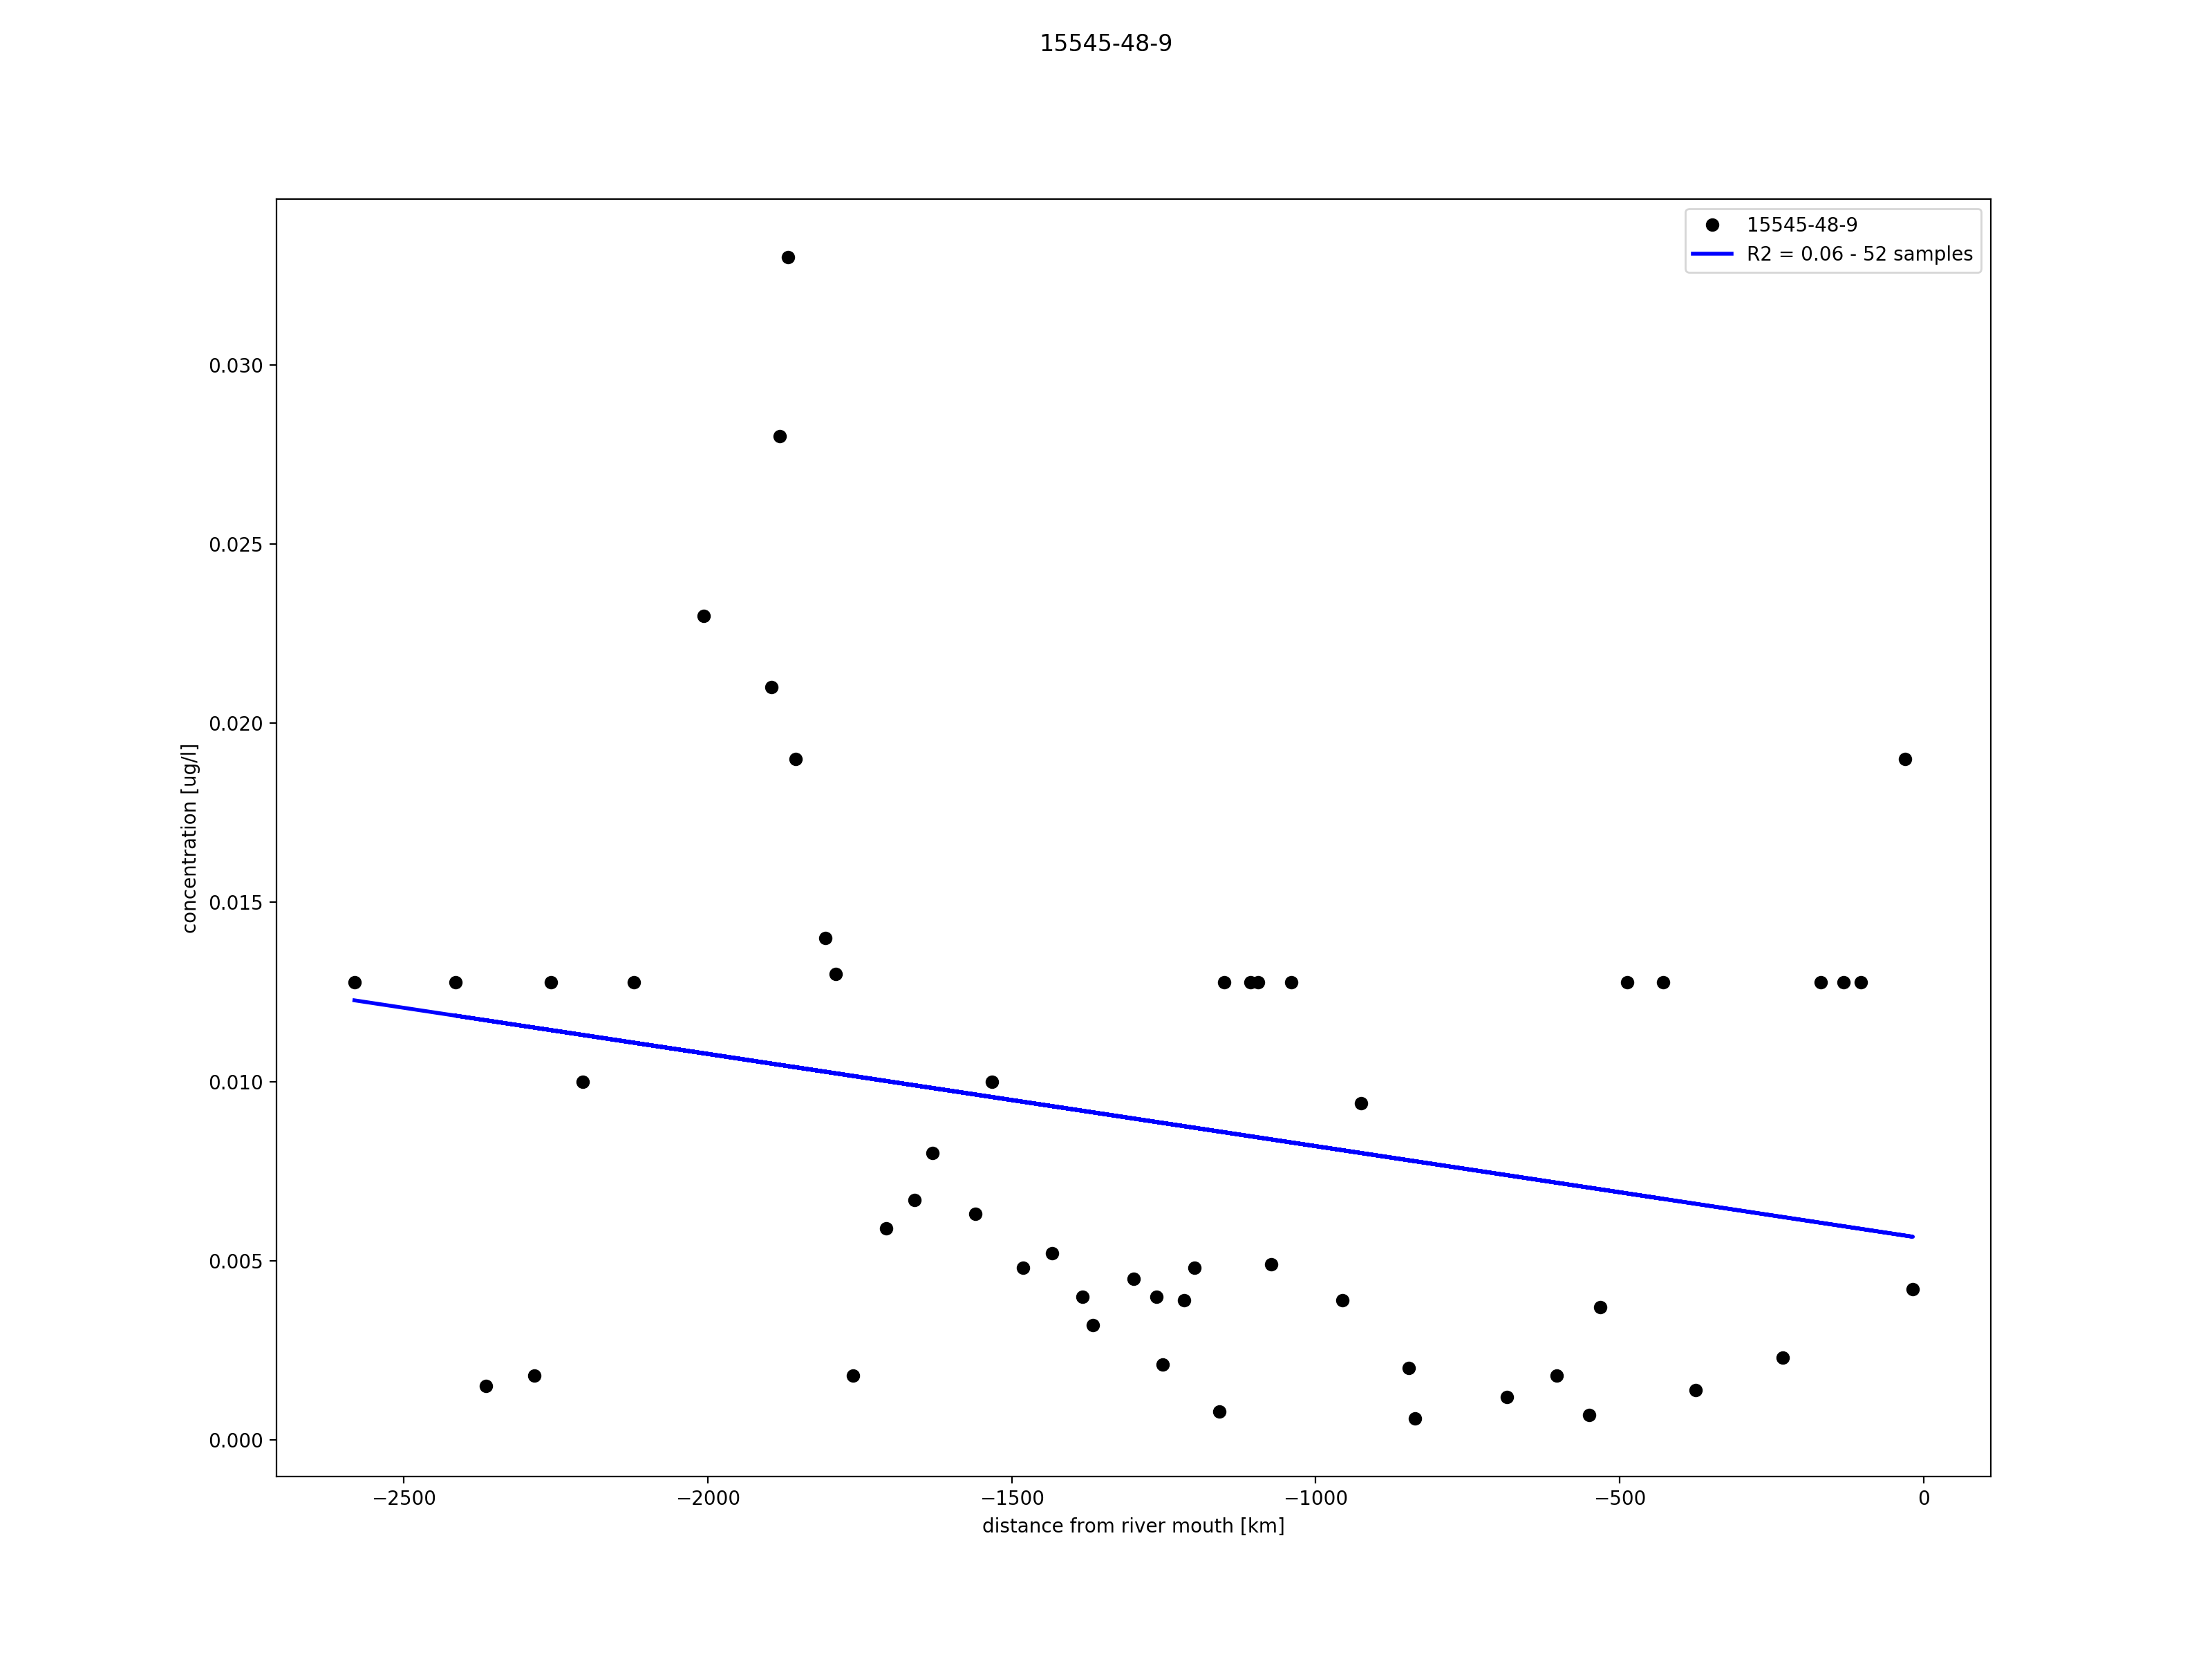 15545-48-9
15545-48-9
R2 = 0.06 - 52 samples
0.030
0.025
0.020
0.015
0.010
0.005
0.000
concentration [ug/l]
−2500 −2000 −1500 −1000 −500 0
distance from river mouth [km]